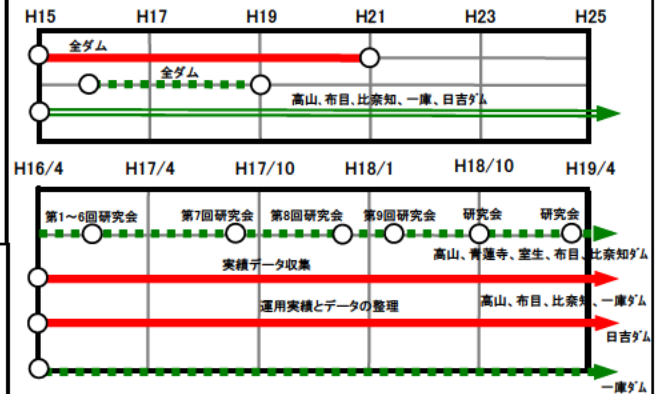 H15 H17 H19 H21 H23 H25
全ダム
全ダム
高山、布目、比奈知、一庫、日吉ダム
H16/4 H17/4 H17/10 H18/1 H18/10 H19/4
第1～6回研究会 第7回研究会 第8回研究会 第9回研究会 研究会 研究会
高山、青蓮寺、室生、布目、比奈知ダム
実績データ収集
高山、布目、比奈知、一庫ダム
運用実績とデータの整理
日吉ダム
一庫ダム